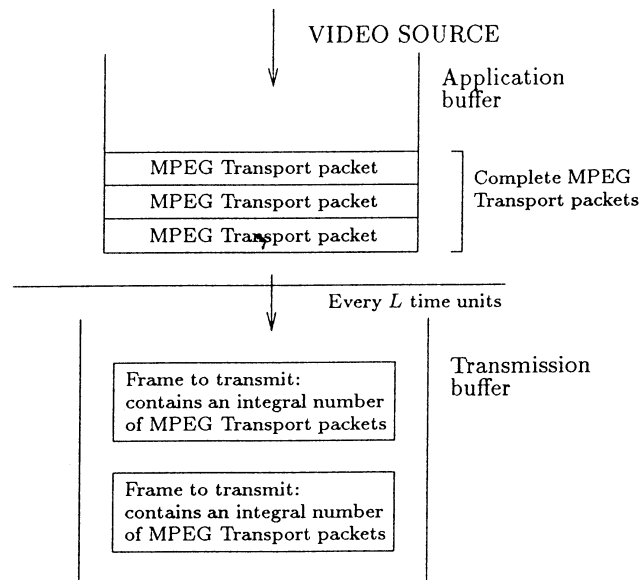 VIDEO SOURCE
Application
buffer
MPEG Transport packet
MPEG Transport packet
MPEG Transport packet
Complete MPEG
Transport packets
Every L time units
Transmission
buffer
Frame to transmit:
contains an integral number
of MPEG Transport packets
Frame to transmit:
contains an integral number
of MPEG Transport packets